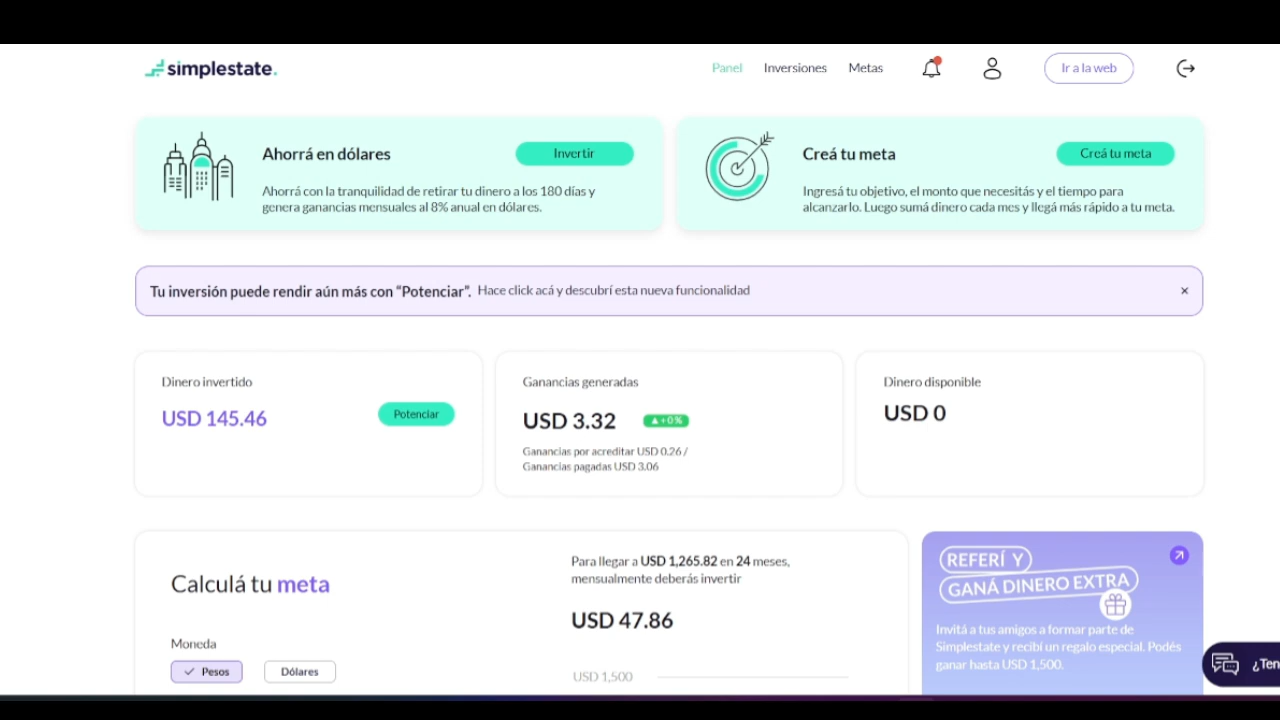 simplestate.
Panel Inversiones Metas Ir a la web
Ahorrá en dólares Invertir
Ahorrá con la tranquilidad de retirar tu dinero a los 180 días y
genera ganancias mensuales al 8% anual en dólares.
Creá tu meta Creá tu meta
Ingresá tu objetivo, el monto que necesitás y el tiempo para
alcanzarlo. Luego sumá dinero cada mes y llegá más rápido a tu meta.
Tu inversión puede rendir aún más con “Potenciar”. Hace click acá y descubrí esta nueva funcionalidad ×
Dinero invertido
USD 145.46 Potenciar
Ganancias generadas
USD 3.32 ▲+0%
Ganancias por acreditar USD 0.26 /
Ganancias pagadas USD 3.06
Dinero disponible
USD 0
Calculá tu meta
Moneda
Pesos Dólares
Para llegar a USD 1,265.82 en 24 meses,
mensualmente deberás invertir
USD 47.86
USD 1,500
REFERÍ Y
GANÁ DINERO EXTRA
Invitá a tus amigos a formar parte de
Simplestate y recibí un regalo especial. Podés
ganar hasta USD 1,500.
¿Ten